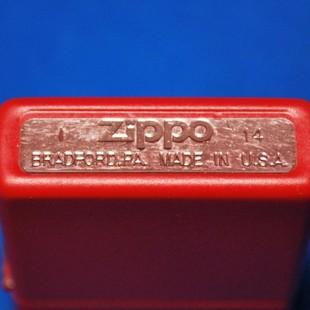 I Zippo 14
BRADFORD,PA. MADE IN U.S.A.